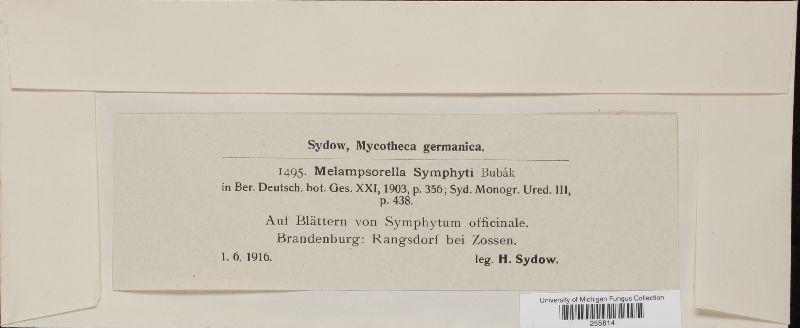 Sydow, Mycotheca germanica.
1495. Melampsorella Symphyti Bubák
in Ber. Deutsch. bot. Ges. XXI, 1903, p. 356; Syd. Monogr. Ured. III,
p. 438.
Auf Blättern von Symphytum officinale.
Brandenburg: Rangsdorf bei Zossen.
1. 6. 1916. leg. H. Sydow.
University of Michigan Fungus Collection
255814